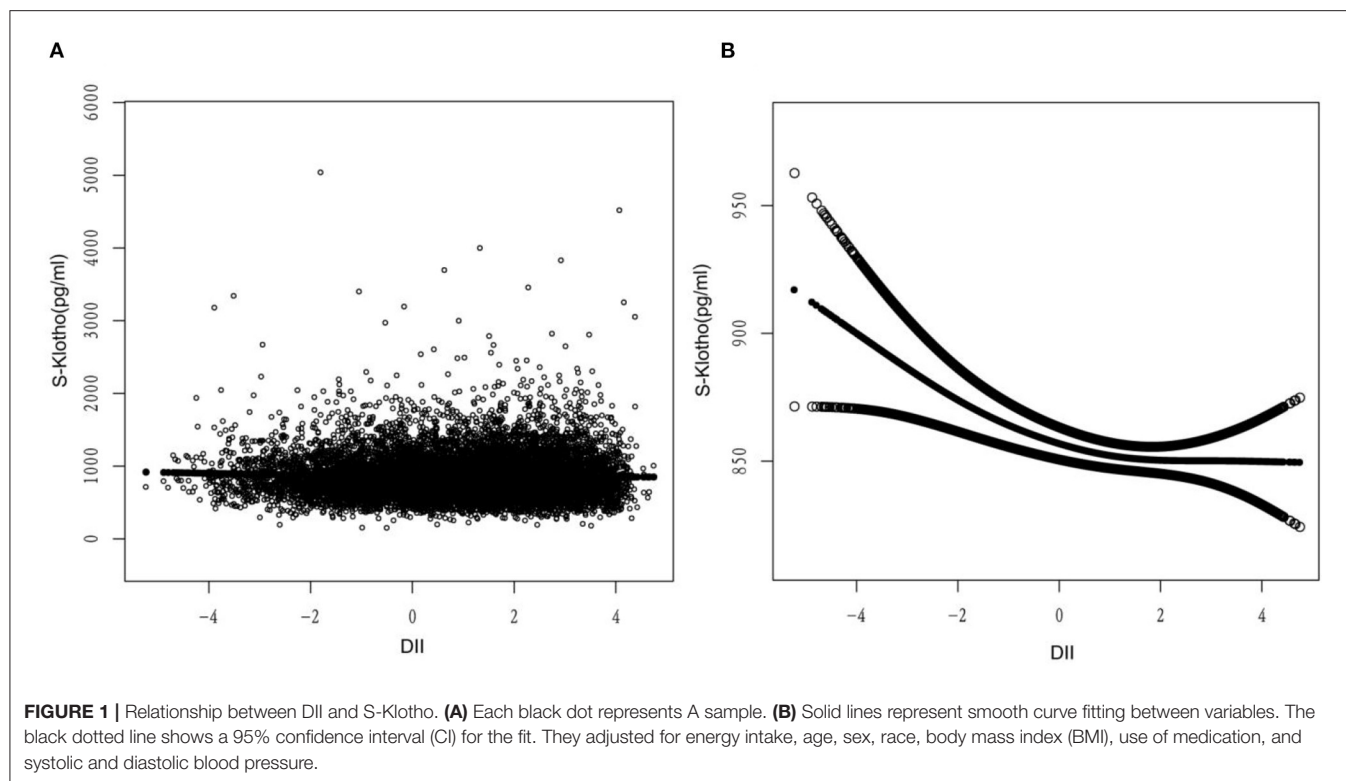 A
B
6000
5000
4000
3000
2000
1000
0
S-Klotho(pg/ml)
−4
−2
0
2
4
DII
950
900
850
S-Klotho(pg/ml)
−4
−2
0
2
4
DII
FIGURE 1 | Relationship between DII and S-Klotho. (A) Each black dot represents A sample. (B) Solid lines represent smooth curve fitting between variables. The
black dotted line shows a 95% confidence interval (CI) for the fit. They adjusted for energy intake, age, sex, race, body mass index (BMI), use of medication, and
systolic and diastolic blood pressure.